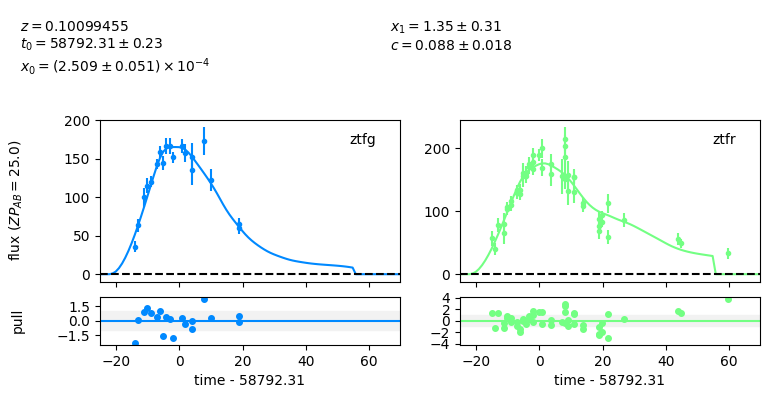 z = 0.10099455
t₀ = 58792.31 ± 0.23
x₀ = (2.509 ± 0.051) × 10⁻⁴
x₁ = 1.35 ± 0.31
c = 0.088 ± 0.018
flux (ZP_AB = 25.0)
200
150
100
50
0
ztfg
200
100
0
ztfr
pull
1.5
0.0
−1.5
−20 0 20 40 60
time - 58792.31
4
2
0
−2
−4
−20 0 20 40 60
time - 58792.31